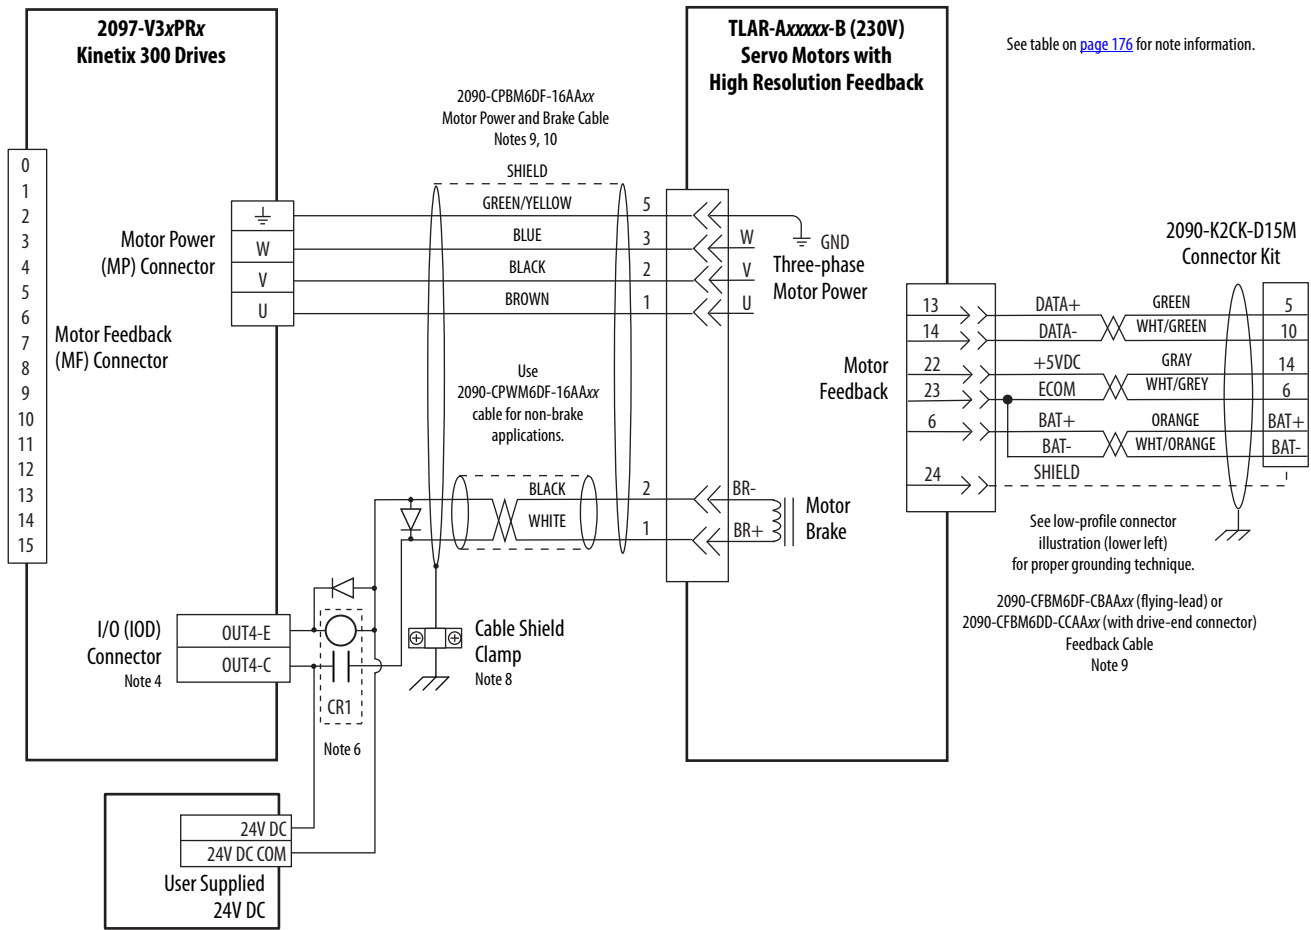 2097-V3xPRx
Kinetix 300 Drives
TLAR-Axxxxx-B (230V)
Servo Motors with
High Resolution Feedback
See table on page 176 for note information.
2090-CPBM6DF-16AAxx
Motor Power and Brake Cable
Notes 9, 10
SHIELD
0
1
2
3
4
5
6
7
8
9
10
11
12
13
14
15
Motor Power
(MP) Connector
W
V
U
Motor Feedback
(MF) Connector
GREEN/YELLOW
5
BLUE
3
BLACK
2
BROWN
1
W
V
U
GND
Three-phase
Motor Power
Use
2090-CPWM6DF-16AAxx
cable for non-brake
applications.
BLACK
2
WHITE
1
BR-
BR+
Motor
Brake
2090-K2CK-D15M
Connector Kit
Motor
Feedback
13 DATA+ GREEN 5
14 DATA- WHT/GREEN 10
22 +5VDC GRAY 14
23 ECOM WHT/GREY 6
6 BAT+ ORANGE BAT+
BAT- WHT/ORANGE BAT-
24 SHIELD
See low-profile connector
illustration (lower left)
for proper grounding technique.
2090-CFBM6DF-CBAAxx (flying-lead) or
2090-CFBM6DD-CCAAxx (with drive-end connector)
Feedback Cable
Note 9
I/O (IOD)
Connector
Note 4
OUT4-E
OUT4-C
CR1
Note 6
Cable Shield
Clamp
Note 8
24V DC
24V DC COM
User Supplied
24V DC